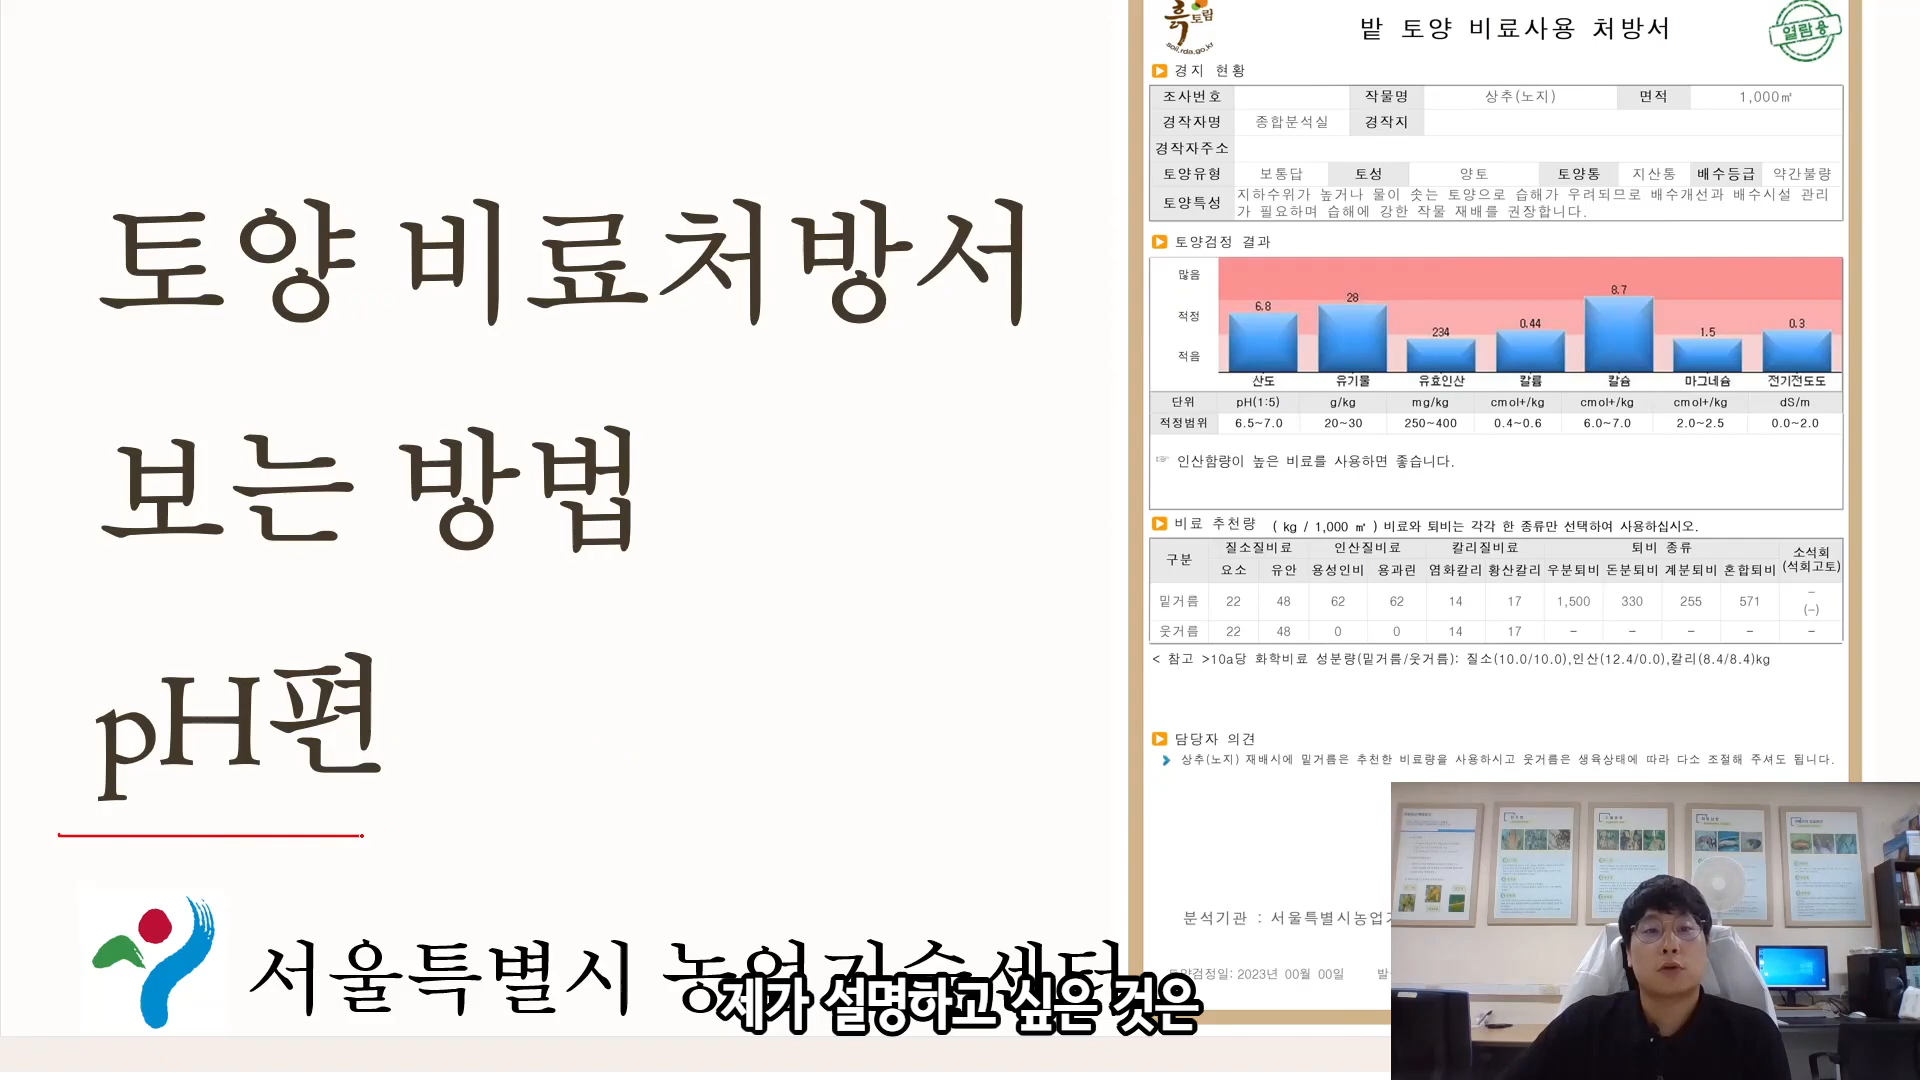 토양 비료처방서
보는 방법
pH편
서울특별시 농업기술센터
제가 설명하고 싶은 것은
흙토람
soil.rda.go.kr
밭 토양 비료사용 처방서
열람용
경지 현황
조사번호 작물명 상추(노지) 면적 1,000㎡
경작자명 종합분석실 경작지
경작자주소
토양유형 보통답 토성 양토 토양통 지산통 배수등급 약간불량
토양특성 지하수위가 높거나 물이 솟는 토양으로 습해가 우려되므로 배수개선과 배수시설 관리
가 필요하며 습해에 강한 작물 재배를 권장합니다.
토양검정 결과
많음
적정
적음
6.8 28 234 0.44 8.7 1.5 0.3
산도 유기물 유효인산 칼륨 칼슘 마그네슘 전기전도도
단위 pH(1:5) g/kg mg/kg cmol+/kg cmol+/kg cmol+/kg dS/m
적정범위 6.5~7.0 20~30 250~400 0.4~0.6 6.0~7.0 2.0~2.5 0.0~2.0
☞ 인산함량이 높은 비료를 사용하면 좋습니다.
비료 추천량 ( kg / 1,000 ㎡ ) 비료와 퇴비는 각각 한 종류만 선택하여 사용하십시오.
구분 질소질비료 인산질비료 칼리질비료 퇴비 종류 소석회
(석회고토)
요소 유안 용성인비 용과린 염화칼리 황산칼리 우분퇴비 돈분퇴비 계분퇴비 혼합퇴비
밑거름 22 48 62 62 14 17 1,500 330 255 571 –
(–)
웃거름 22 48 0 0 14 17 – – – – –
< 참고 >10a당 화학비료 성분량(밑거름/웃거름): 질소(10.0/10.0),인산(12.4/0.0),칼리(8.4/8.4)kg
담당자 의견
상추(노지) 재배시에 밑거름은 추천한 비료량을 사용하시고 웃거름은 생육상태에 따라 다소 조절해 주셔도 됩니다.
분석기관 : 서울특별시농업기
토양검정일: 2023년 00월 00일 발